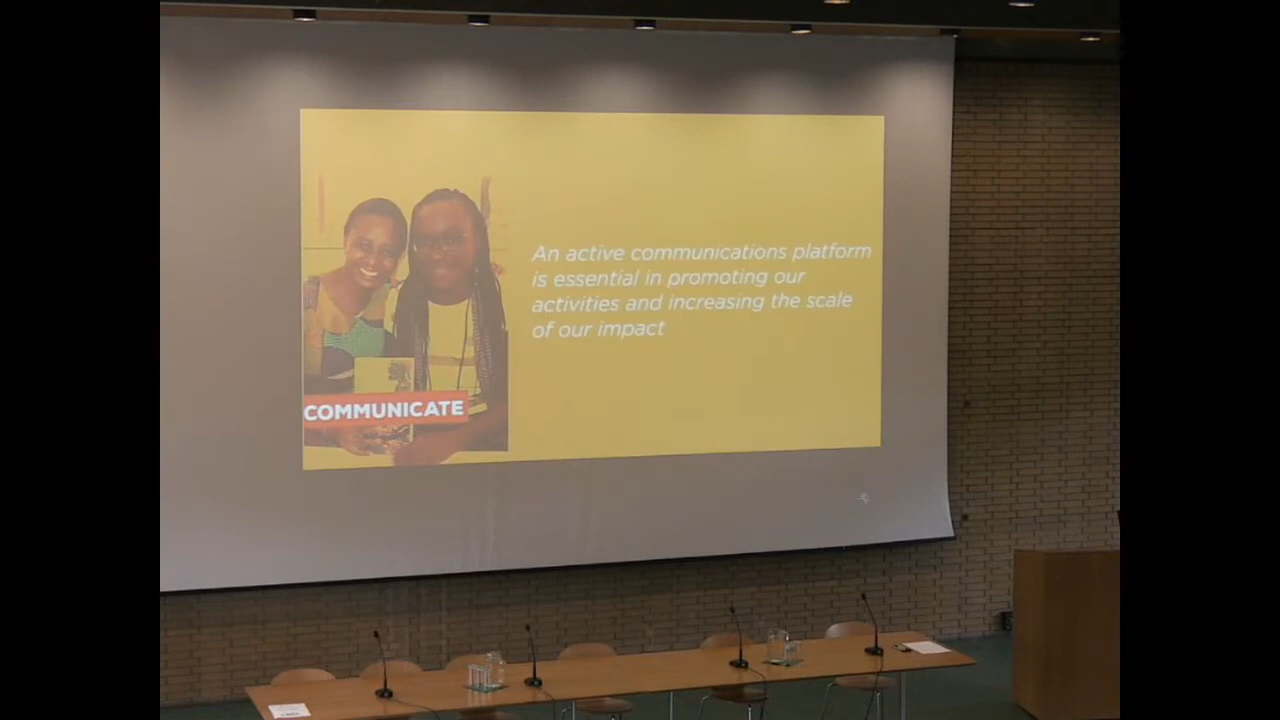 An active communications platform
is essential in promoting our
activities and increasing the scale
of our impact
COMMUNICATE